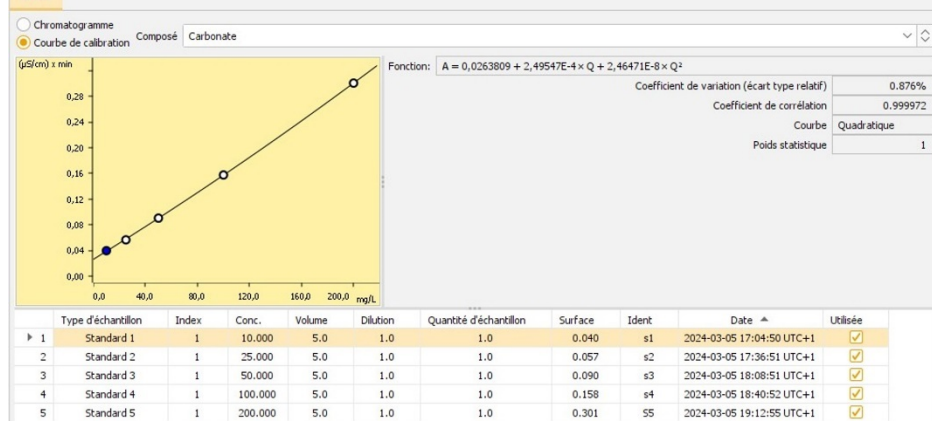 Chromatogramme
Courbe de calibration
Composé Carbonate
(µS/cm) x min
0,28
0,24
0,20
0,16
0,12
0,08
0,04
0,00
0,0 40,0 80,0 120,0 160,0 200,0 mg/L
Fonction: A = 0,0263809 + 2,49547E-4 × Q + 2,46471E-8 × Q²
Coefficient de variation (écart type relatif) 0.876%
Coefficient de corrélation 0.999972
Courbe Quadratique
Poids statistique 1
Type d'échantillon Index Conc. Volume Dilution Quantité d'échantillon Surface Ident Date Utilisée
1 Standard 1 1 10.000 5.0 1.0 1.0 0.040 s1 2024-03-05 17:04:50 UTC+1
2 Standard 2 1 25.000 5.0 1.0 1.0 0.057 s2 2024-03-05 17:36:51 UTC+1
3 Standard 3 1 50.000 5.0 1.0 1.0 0.090 s3 2024-03-05 18:08:51 UTC+1
4 Standard 4 1 100.000 5.0 1.0 1.0 0.158 s4 2024-03-05 18:40:52 UTC+1
5 Standard 5 1 200.000 5.0 1.0 1.0 0.301 S5 2024-03-05 19:12:55 UTC+1